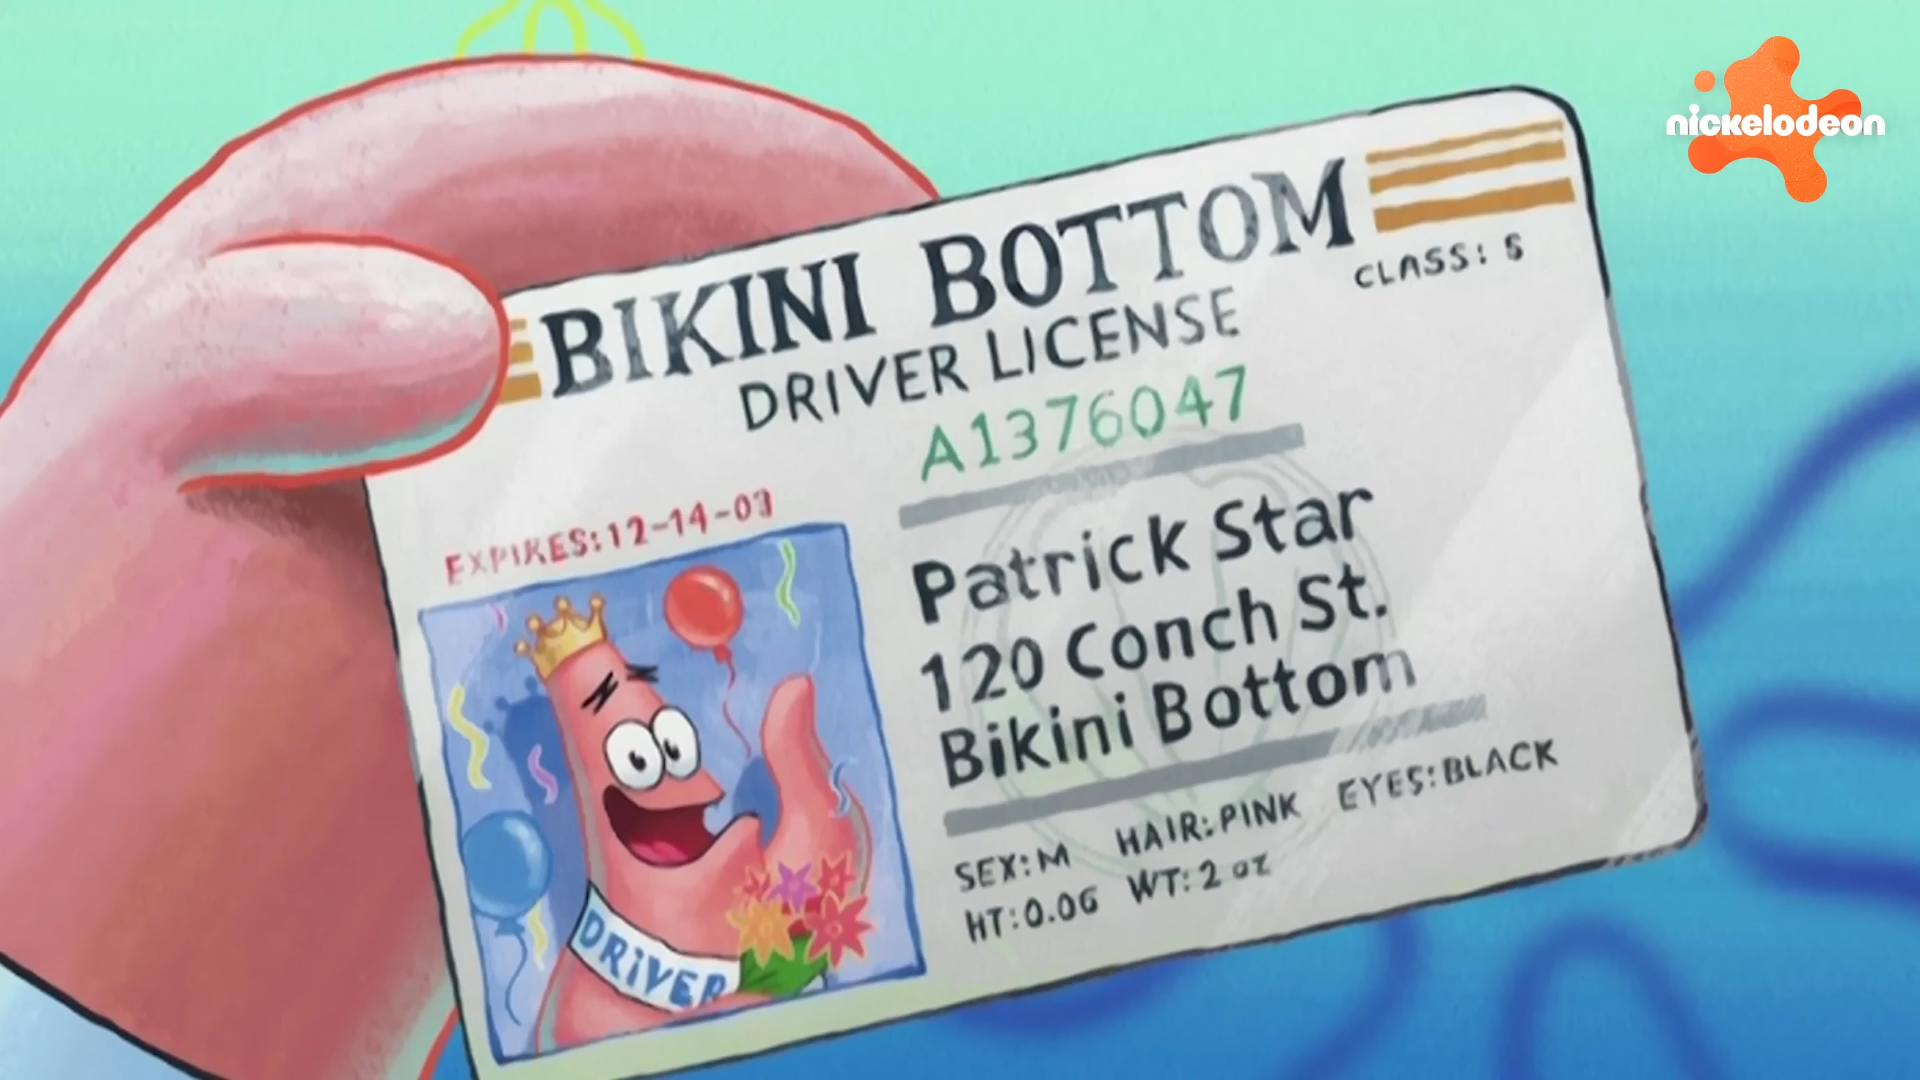 nickelodeon
BIKINI BOTTOM
CLASS: 5
DRIVER LICENSE
A1376047
EXPIRES:12-14-03
Patrick Star
120 Conch St.
Bikini Bottom
SEX:M HAIR:PINK EYES:BLACK
HT:0.06 WT:2 oz
DRIVER